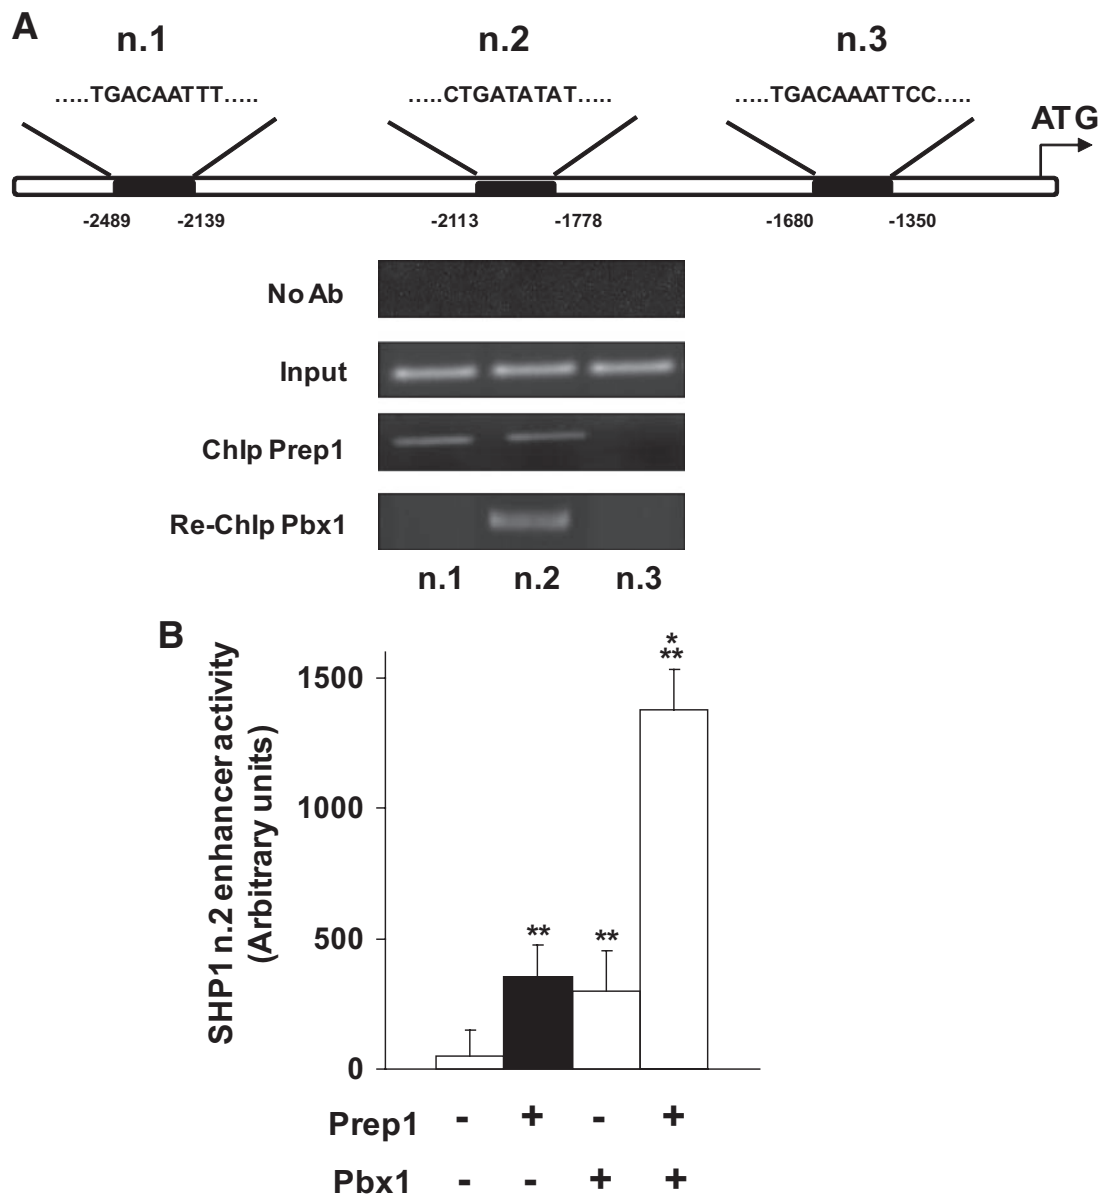 A
n.1 n.2 n.3
.....TGACAATTT..... .....CTGATATAT..... .....TGACAAATTCC.....
ATG
-2489 -2139 -2113 -1778 -1680 -1350
No Ab
Input
ChIp Prep1
Re-ChIp Pbx1
n.1 n.2 n.3
B
SHP1 n.2 enhancer activity
(Arbitrary units)
1500
1000
500
0
*
**
** **
Prep1 - + - +
Pbx1 - - + +